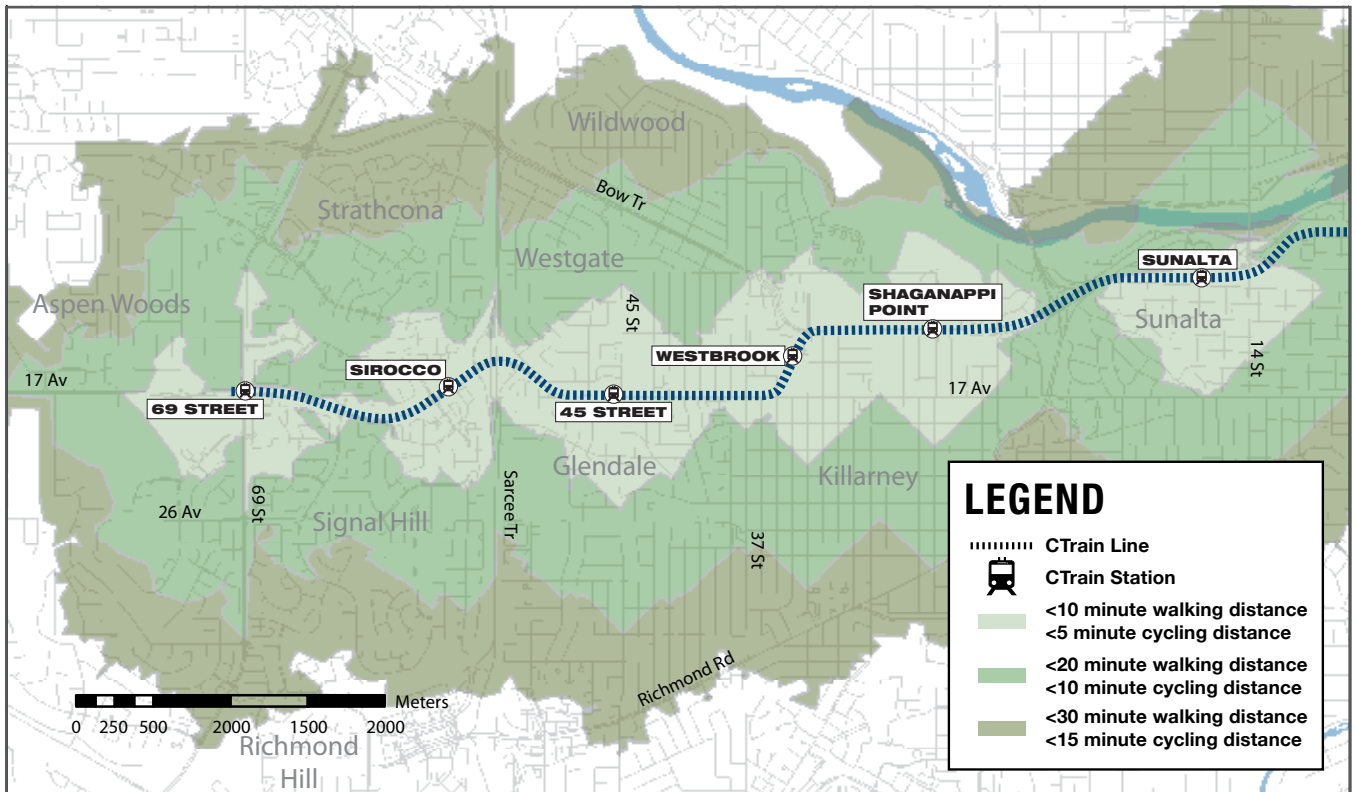 Wildwood
Bow Tr
Strathcona
Westgate
SUNALTA
Aspen Woods
45 St
SHAGANAPPI
POINT
Sunalta
WESTBROOK
14 St
SIROCCO
17 Av
17 Av
69 STREET
45 STREET
Glendale
Killarney
Sarcee Tr
69 St
26 Av
Signal Hill
37 St
Richmond Rd
Meters
0 250 500 2000 1500 2000
Richmond
Hill
LEGEND
CTrain Line
CTrain Station
<10 minute walking distance
<5 minute cycling distance
<20 minute walking distance
<10 minute cycling distance
<30 minute walking distance
<15 minute cycling distance